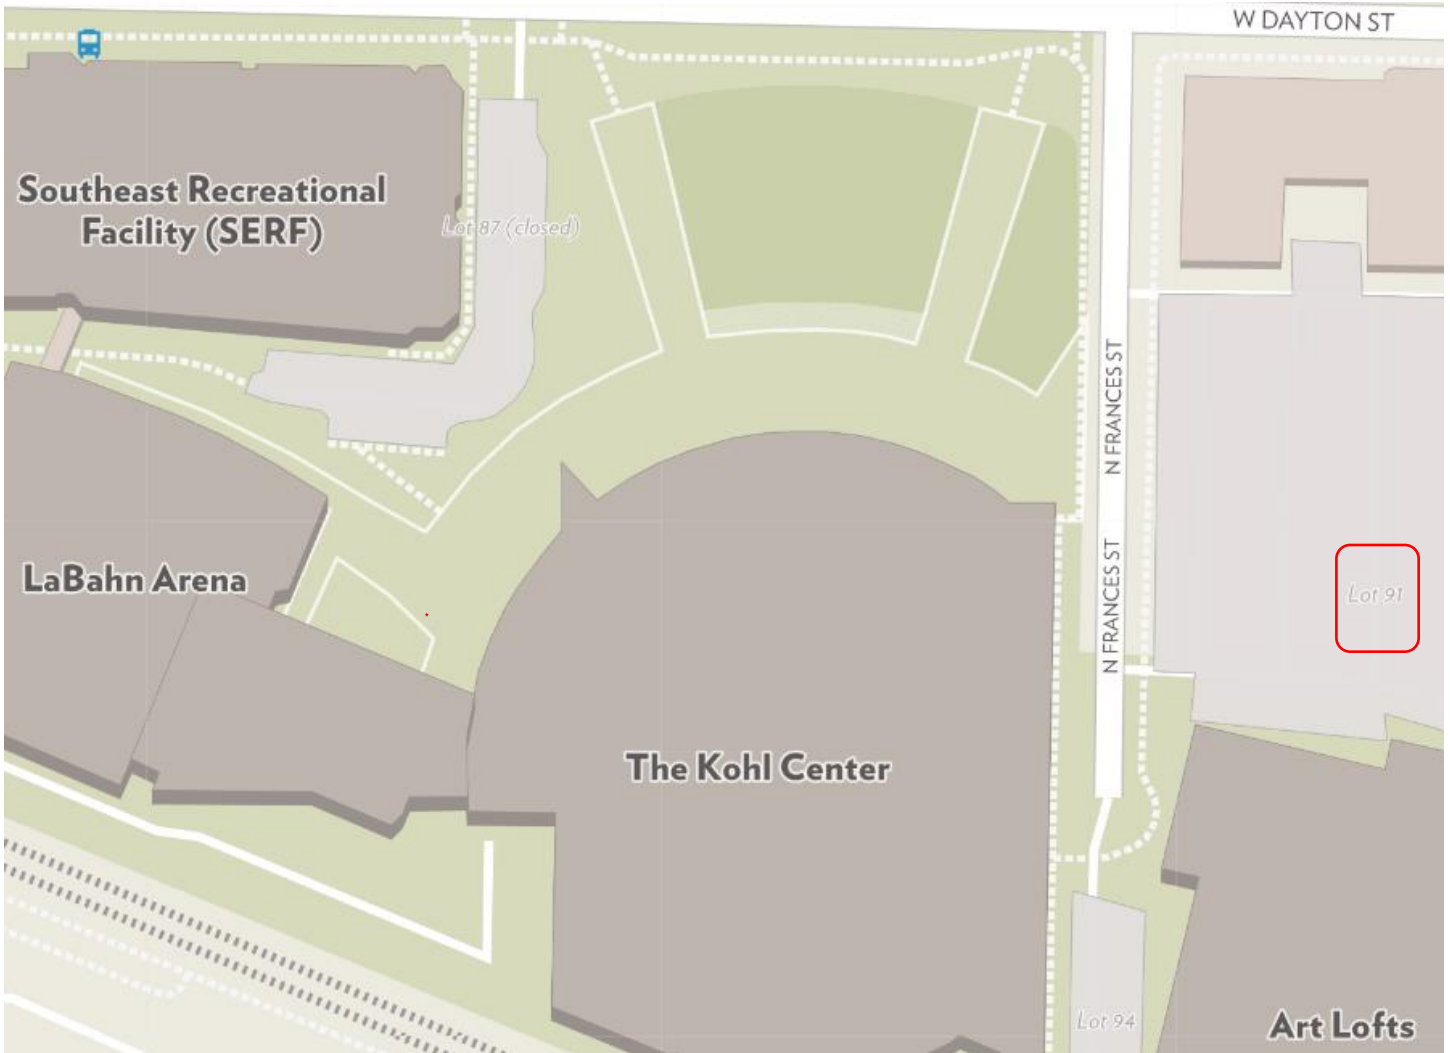 W DAYTON ST
Southeast Recreational
Facility (SERF)
Lot 87 (closed)
N FRANCES ST
LaBahn Arena
N FRANCES ST
Lot 91
The Kohl Center
Lot 94
Art Lofts